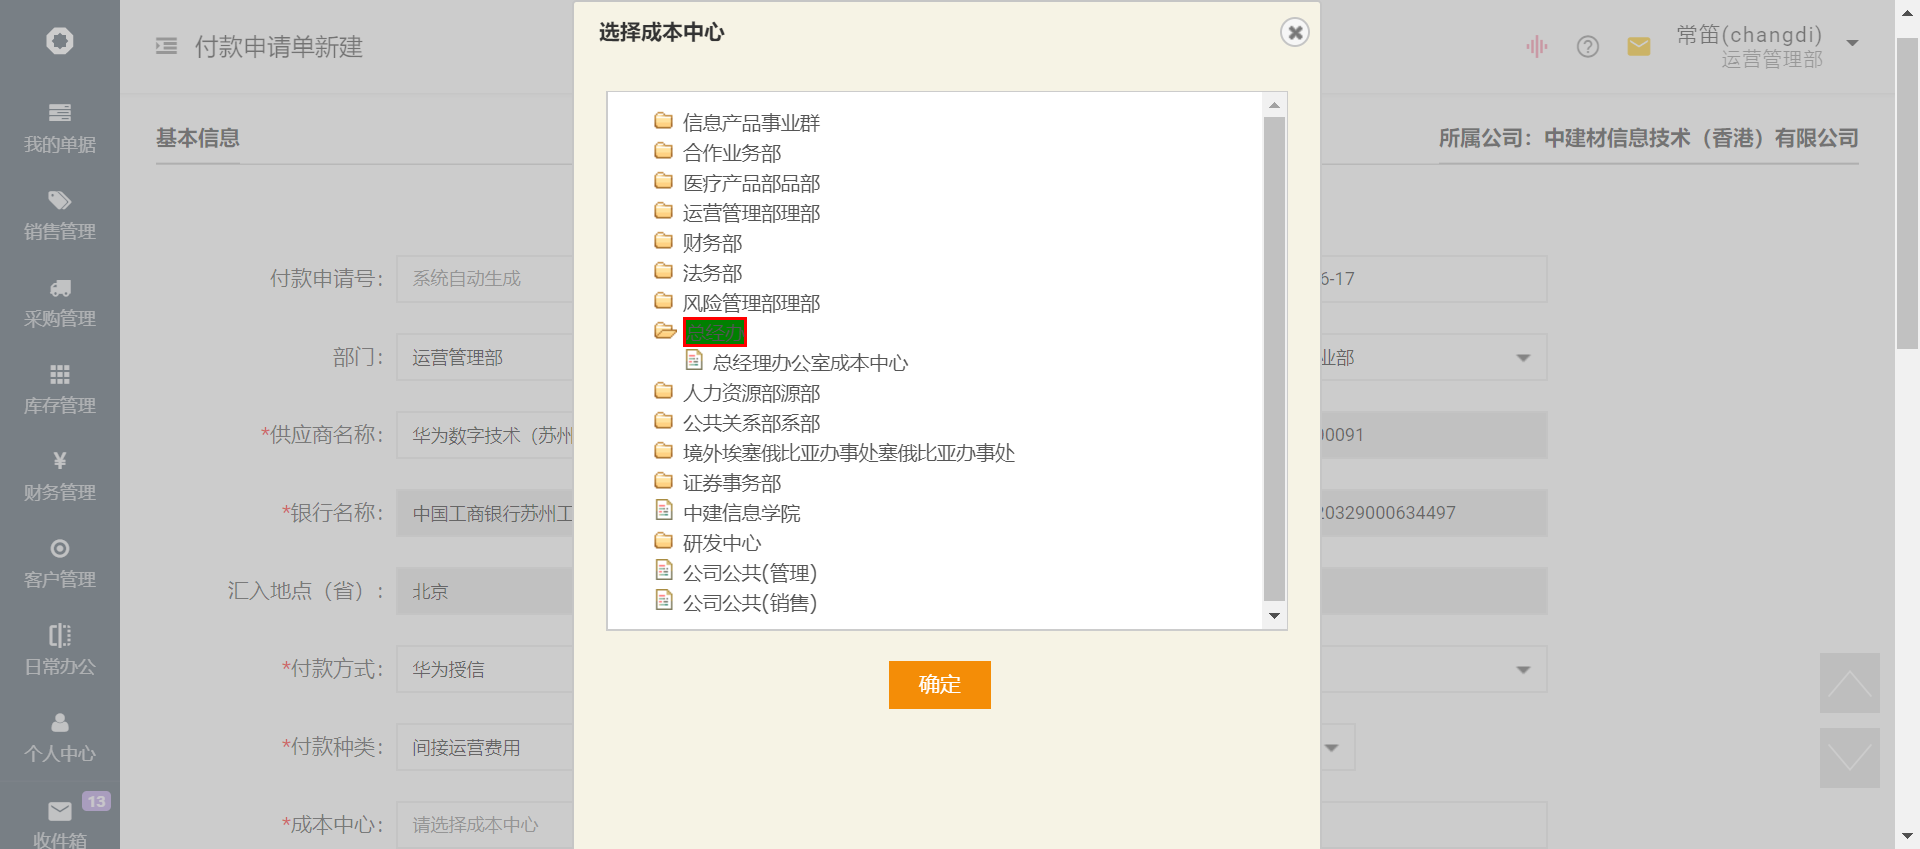 选择成本中心
付款申请单新建
常笛(changdi)
运营管理部
我的单据
销售管理
采购管理
库存管理
¥
财务管理
客户管理
日常办公
个人中心
13
收件箱
基本信息
所属公司：中建材信息技术（香港）有限公司
付款申请号：
系统自动生成
6-17
部门：
运营管理部
业部
*供应商名称：
华为数字技术（苏州
00091
*银行名称：
中国工商银行苏州工
20329000634497
汇入地点（省）：
北京
*付款方式：
华为授信
*付款种类：
间接运营费用
*成本中心：
请选择成本中心
信息产品事业群
合作业务部
医疗产品部品部
运营管理部理部
财务部
法务部
风险管理部理部
总经办
总经理办公室成本中心
人力资源部源部
公共关系部系部
境外埃塞俄比亚办事处塞俄比亚办事处
证券事务部
中建信息学院
研发中心
公司公共(管理)
公司公共(销售)
确定